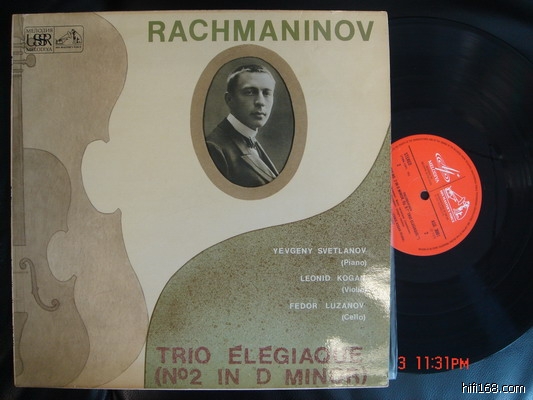 USSR
RACHMANINOV
YEVGENY SVETLANOV
(Piano)
LEONID KOGAN
(Violin)
FEDOR LUZANOV
(Cello)
TRIO ÉLÉGIAQUE
(Nº2 IN D MINOR)
3 11:31PM
hifi168.com